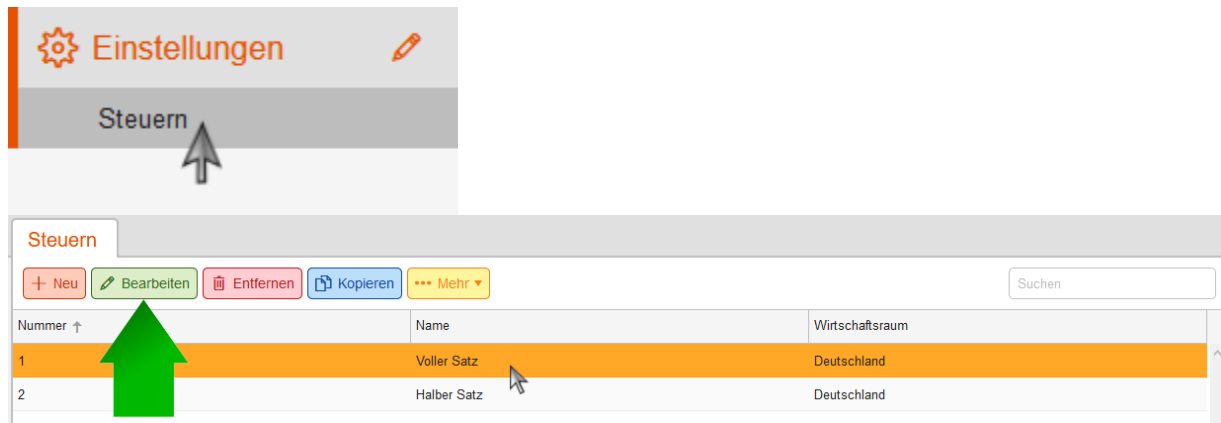 Einstellungen
Steuern
Steuern
+ Neu Bearbeiten Entfernen Kopieren ••• Mehr ▾ Suchen
Nummer ↑ Name Wirtschaftsraum
1 Voller Satz Deutschland
2 Halber Satz Deutschland